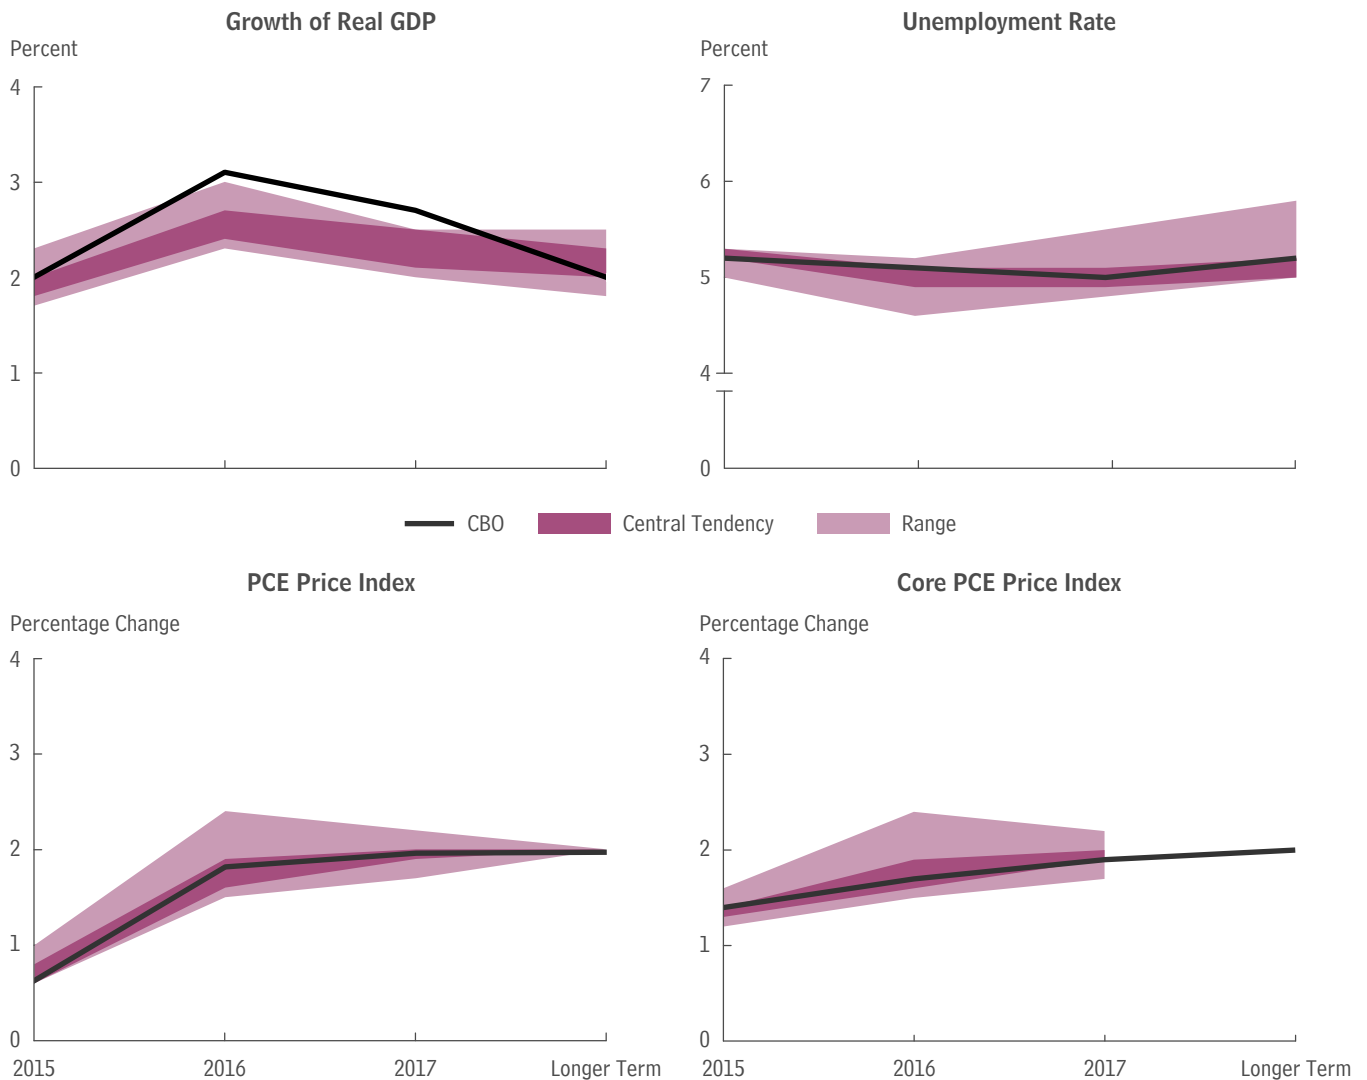 Growth of Real GDP
Percent
4
3
2
1
0
Unemployment Rate
Percent
7
6
5
4
0
CBO Central Tendency Range
PCE Price Index
Percentage Change
4
3
2
1
0
2015 2016 2017 Longer Term
Core PCE Price Index
Percentage Change
4
3
2
1
0
2015 2016 2017 Longer Term